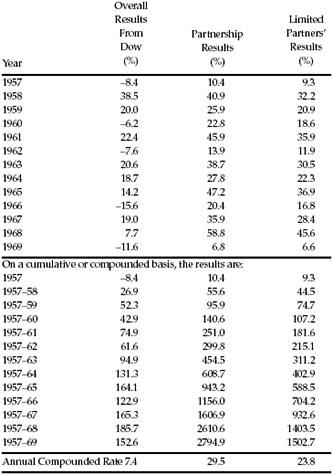 Overall Results From Dow (%) Partnership Results (%) Limited Partners' Results (%)
Year
1957 –8.4 10.4 9.3
1958 38.5 40.9 32.2
1959 20.0 25.9 20.9
1960 –6.2 22.8 18.6
1961 22.4 45.9 35.9
1962 –7.6 13.9 11.9
1963 20.6 38.7 30.5
1964 18.7 27.8 22.3
1965 14.2 47.2 36.9
1966 –15.6 20.4 16.8
1967 19.0 35.9 28.4
1968 7.7 58.8 45.6
1969 –11.6 6.8 6.6
On a cumulative or compounded basis, the results are:
1957 –8.4 10.4 9.3
1957–58 26.9 55.6 44.5
1957–59 52.3 95.9 74.7
1957–60 42.9 140.6 107.2
1957–61 74.9 251.0 181.6
1957–62 61.6 299.8 215.1
1957–63 94.9 454.5 311.2
1957–64 131.3 608.7 402.9
1957–65 164.1 943.2 588.5
1957–66 122.9 1156.0 704.2
1957–67 165.3 1606.9 932.6
1957–68 185.7 2610.6 1403.5
1957–69 152.6 2794.9 1502.7
Annual Compounded Rate 7.4 29.5 23.8